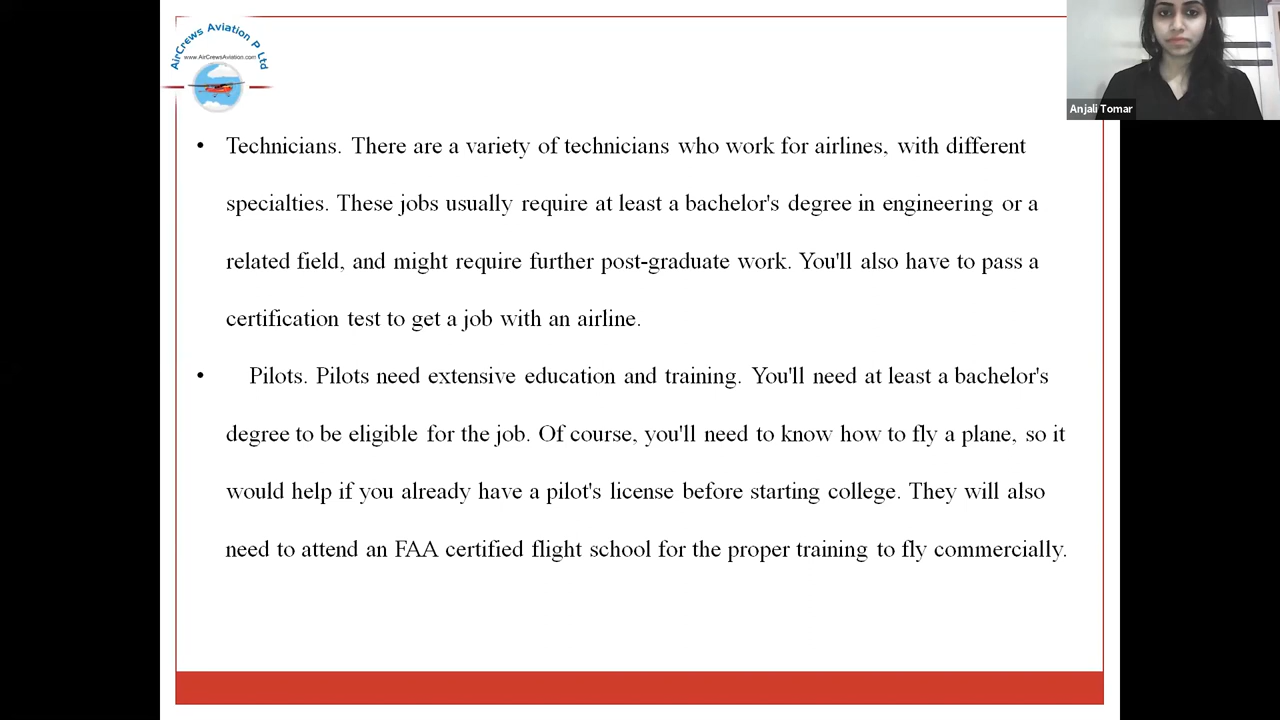 AirCrews Aviation P Ltd
www.AirCrewsAviation.com
Anjali Tomar
• Technicians. There are a variety of technicians who work for airlines, with different
specialties. These jobs usually require at least a bachelor's degree in engineering or a
related field, and might require further post-graduate work. You'll also have to pass a
certification test to get a job with an airline.
• Pilots. Pilots need extensive education and training. You'll need at least a bachelor's
degree to be eligible for the job. Of course, you'll need to know how to fly a plane, so it
would help if you already have a pilot's license before starting college. They will also
need to attend an FAA certified flight school for the proper training to fly commercially.